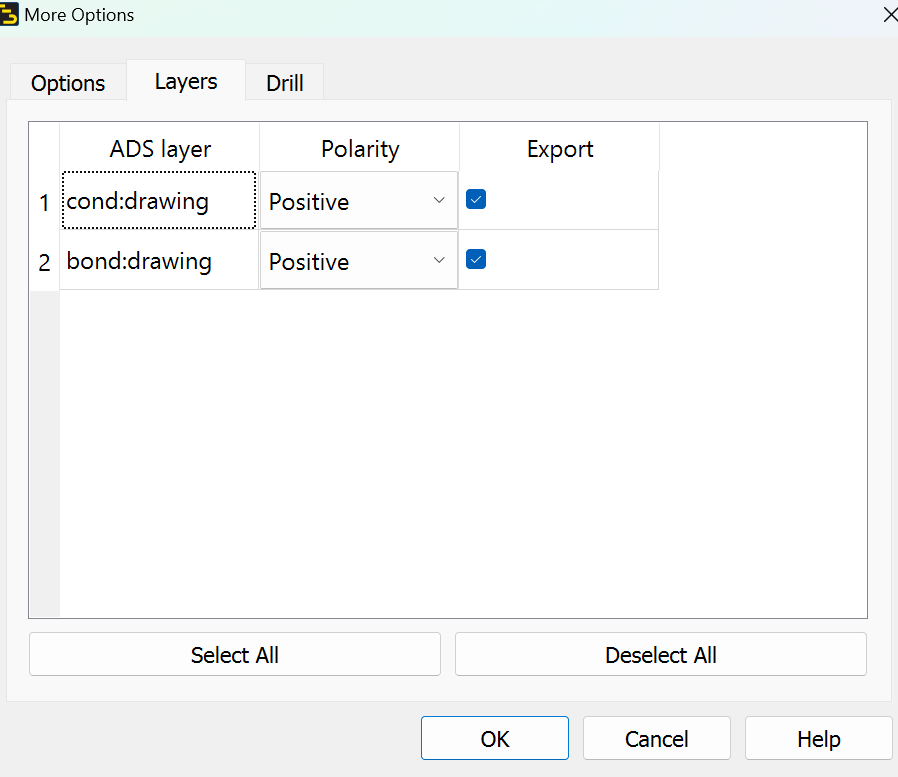 More Options
Options Layers Drill
ADS layer Polarity Export
1 cond:drawing Positive
2 bond:drawing Positive
Select All Deselect All
OK Cancel Help